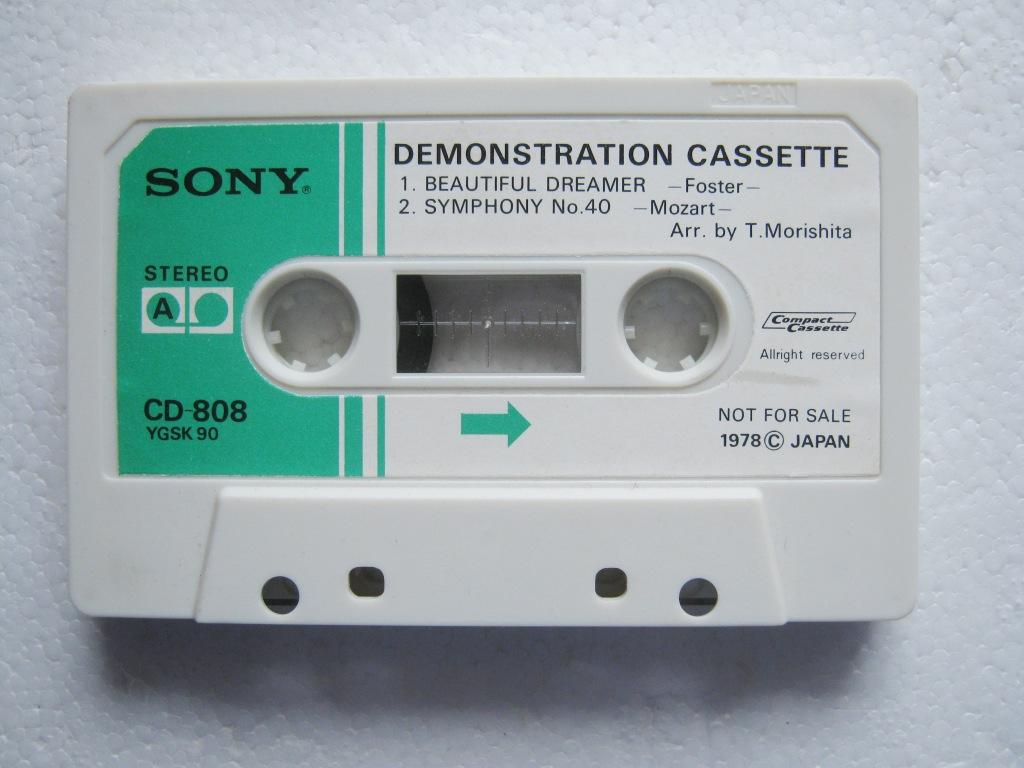 JAPAN
SONY®
DEMONSTRATION CASSETTE
1. BEAUTIFUL DREAMER —Foster—
2. SYMPHONY No.40 —Mozart—
Arr. by T.Morishita
STEREO
A
Compact
Cassette
Allright reserved
CD-808
YGSK 90
NOT FOR SALE
1978 © JAPAN